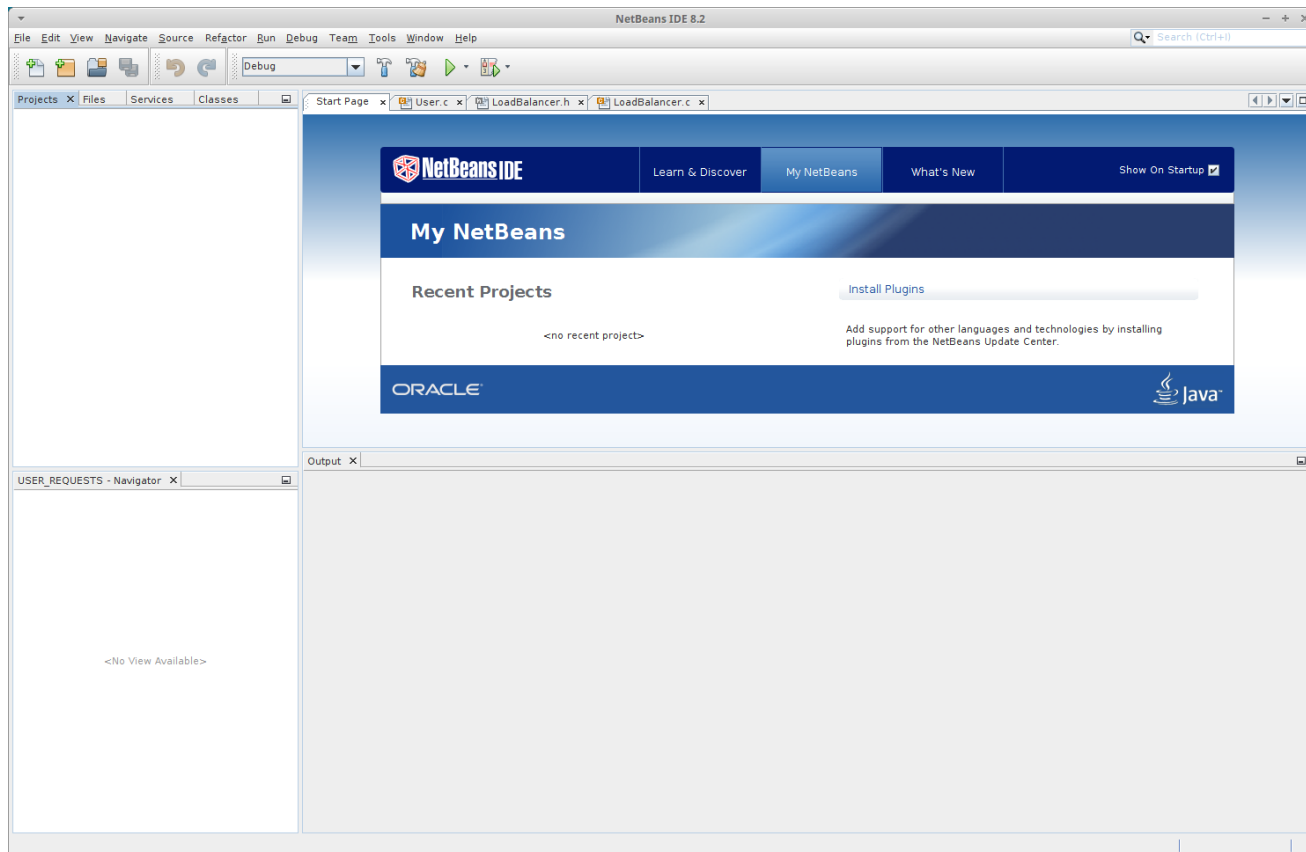 NetBeans IDE 8.2
File Edit View Navigate Source Refactor Run Debug Team Tools Window Help
Search (Ctrl+I)
Debug
Projects Files Services Classes
Start Page User.c LoadBalancer.h LoadBalancer.c
NetBeans IDE
Learn & Discover My NetBeans What's New Show On Startup
My NetBeans
Recent Projects
<no recent project>
Install Plugins
Add support for other languages and technologies by installing
plugins from the NetBeans Update Center.
ORACLE
Java
Output
USER_REQUESTS - Navigator
<No View Available>